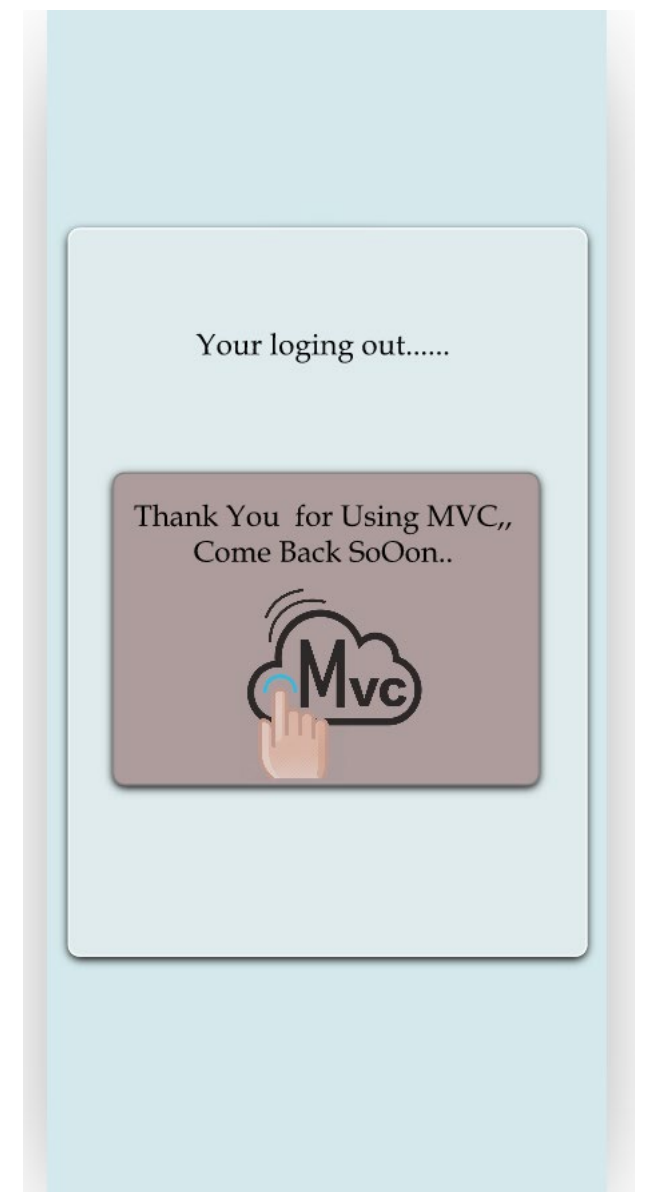 Your loging out......
Thank You  for Using MVC,,
Come Back SoOon..
Mvc